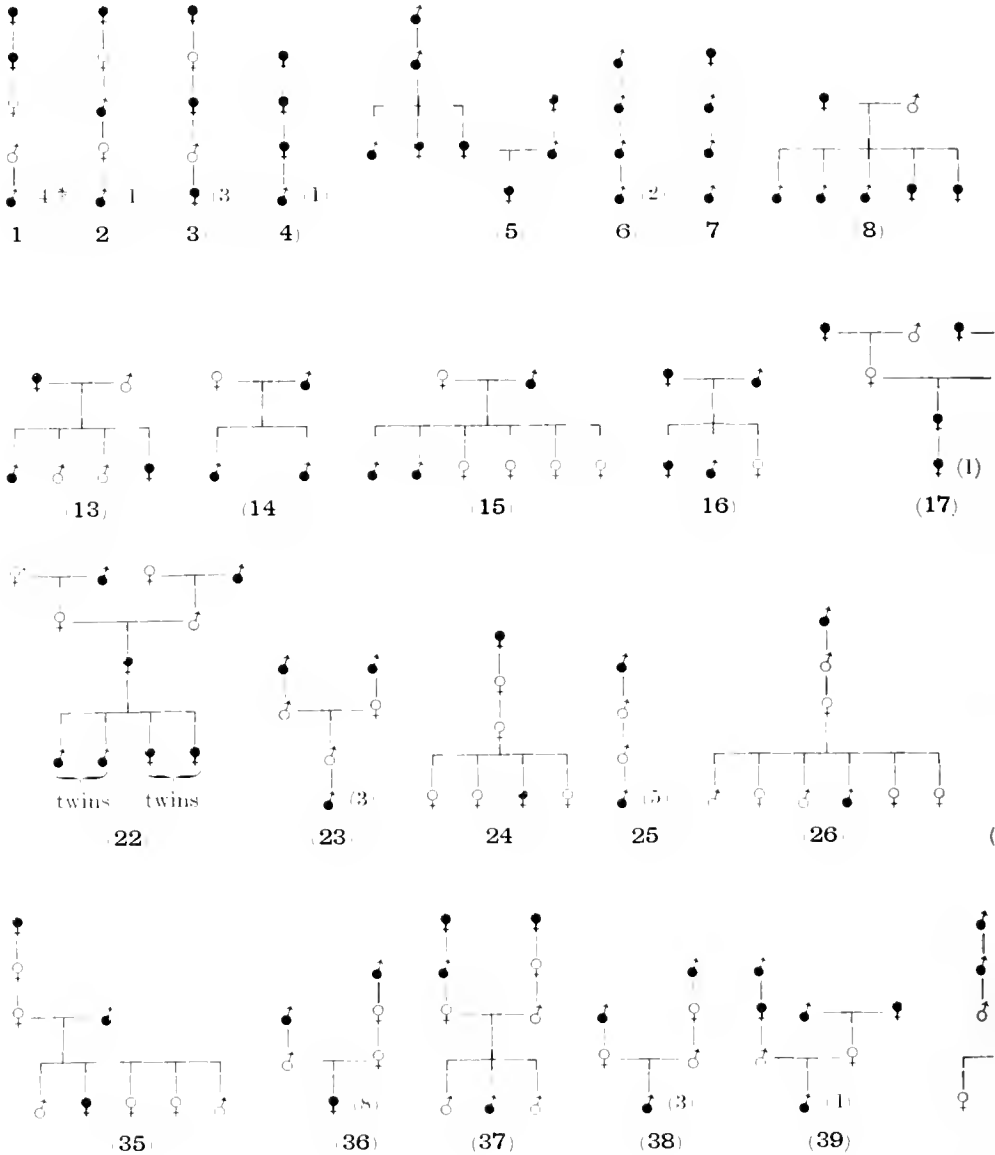 4 * 1 (3 (1) (2)
1 2 3) 4) (5 6) 7 8)
(1)
(13) (14 (15) 16) (17)
twins twins (3) (5)
(22) (23) 24 25 (26) (
(8) (3) (1)
(35) (36) (37) (38) (39)